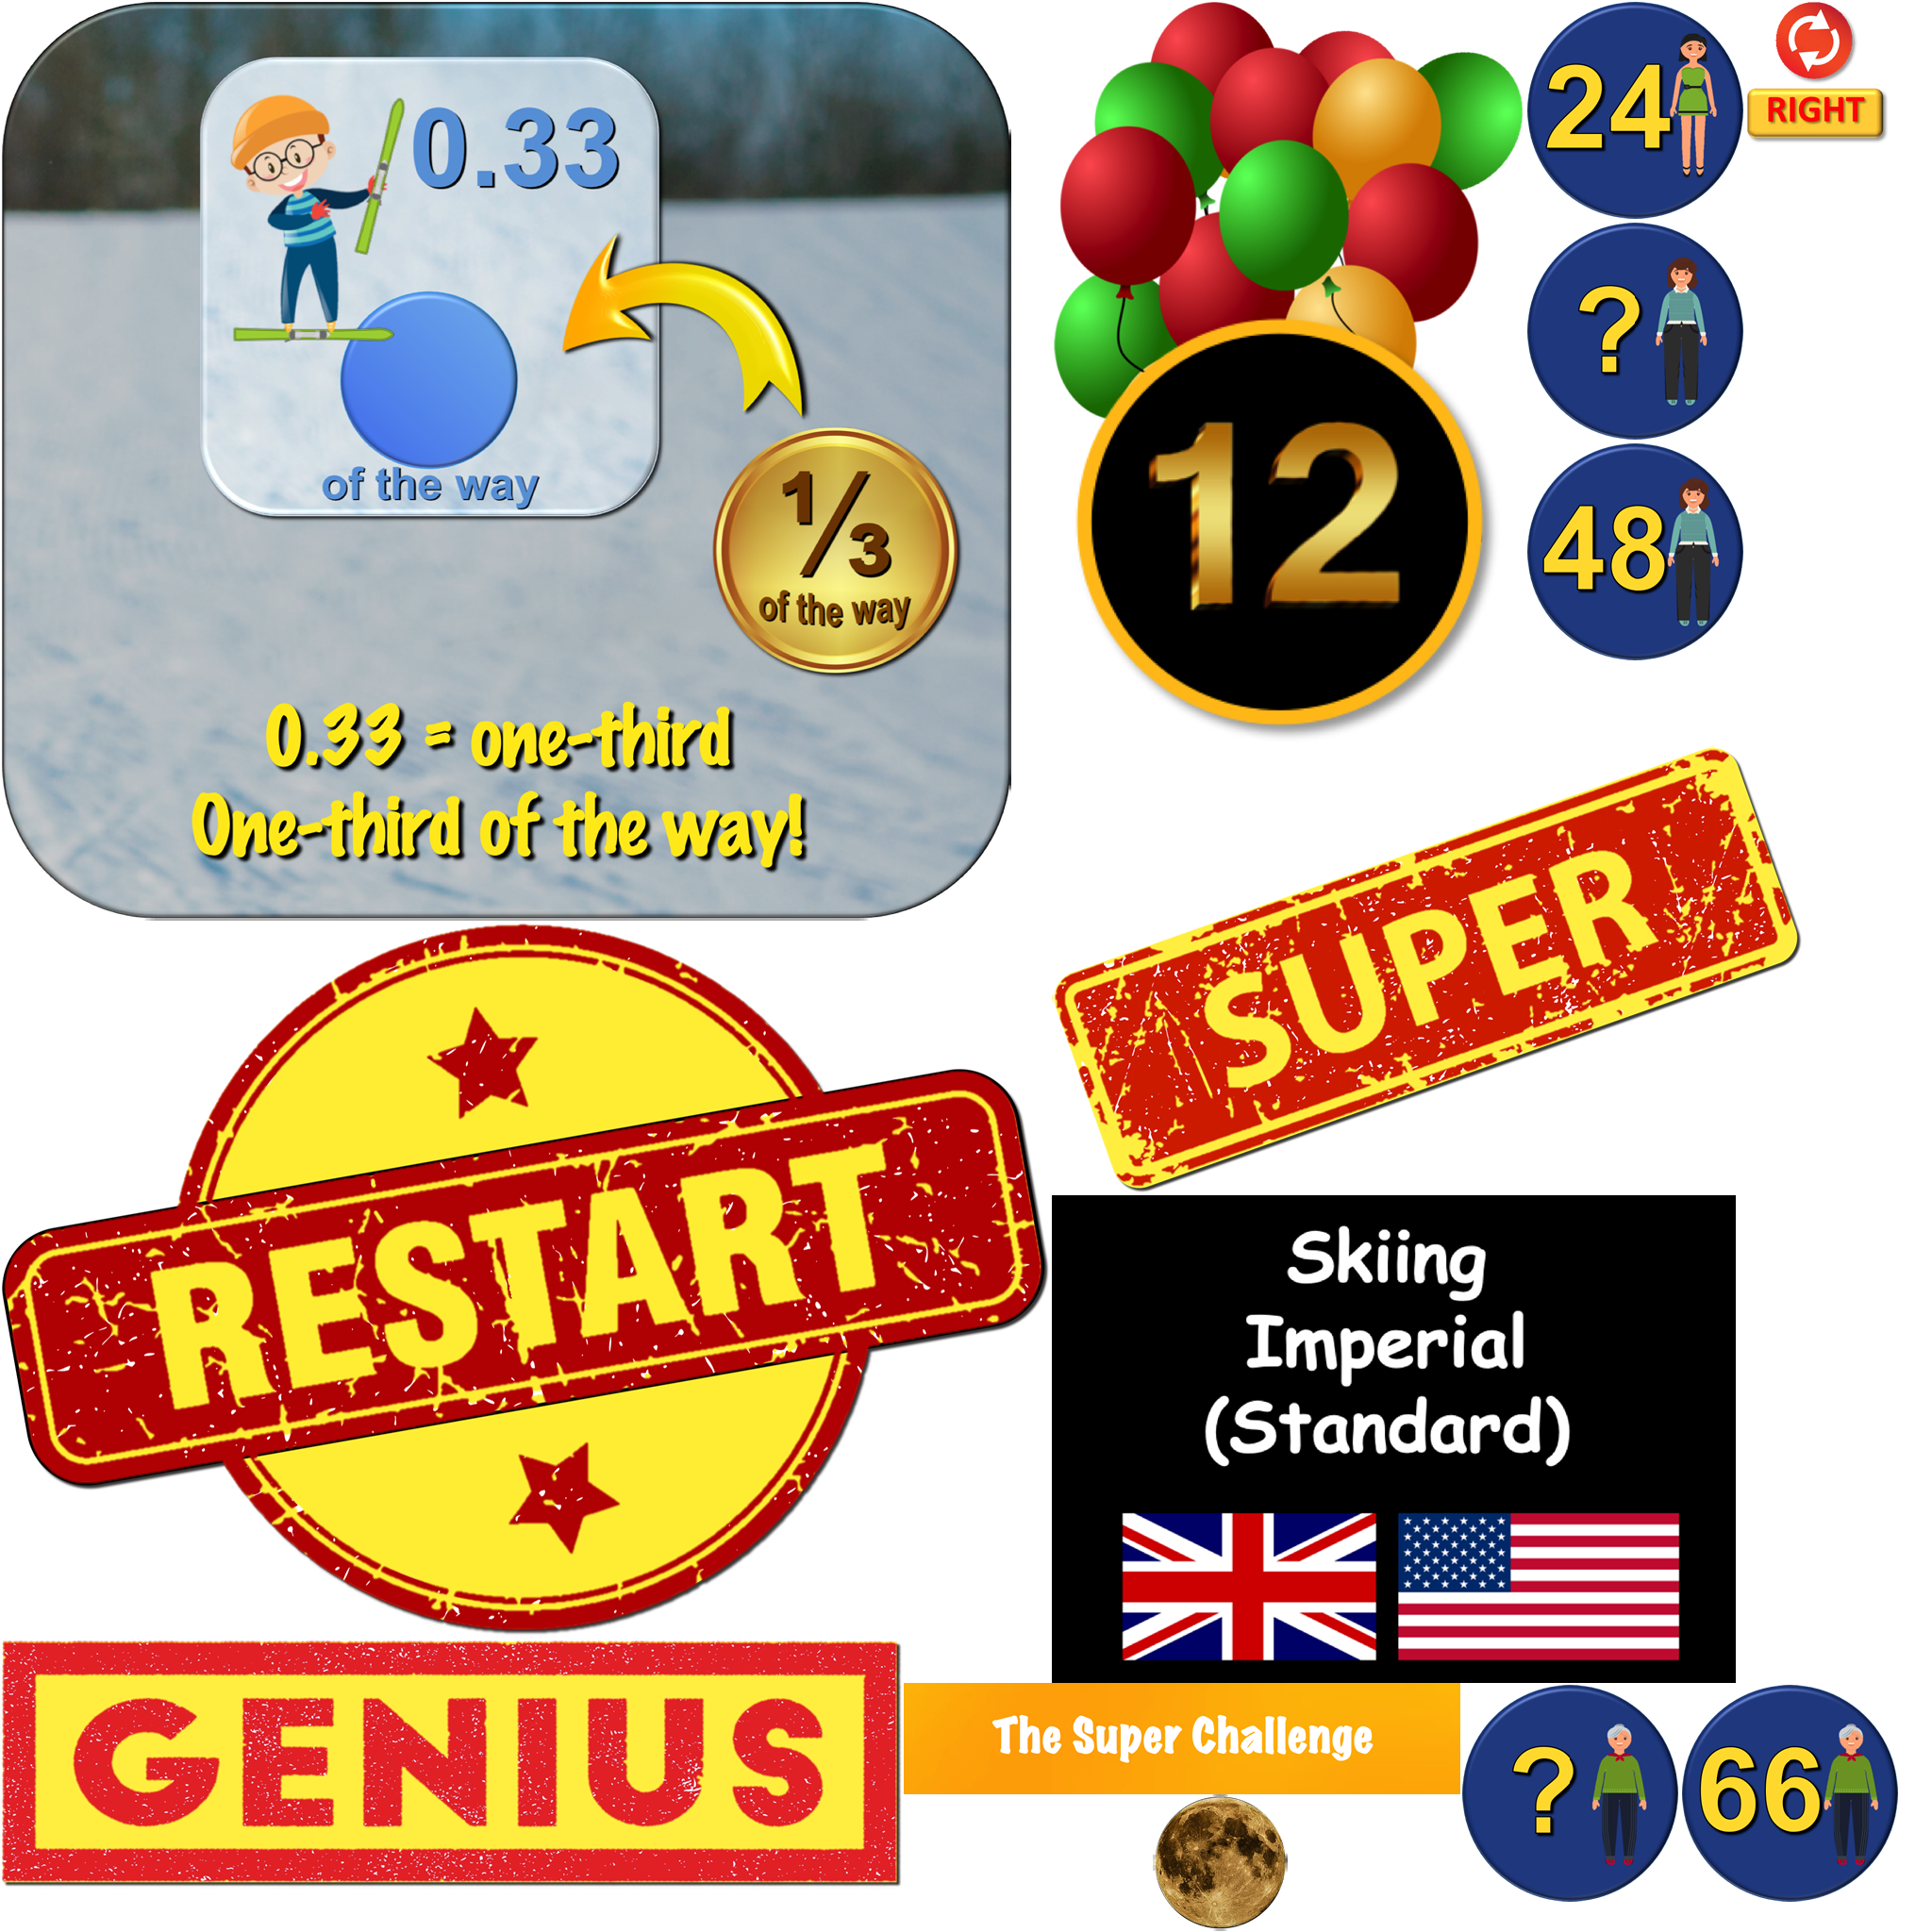 0.33
of the way
1/3
of the way
0.33 = one-third
One-third of the way!
12
24
RIGHT
?
48
SUPER
RESTART
Skiing
Imperial
(Standard)
GENIUS
The Super Challenge
?
66